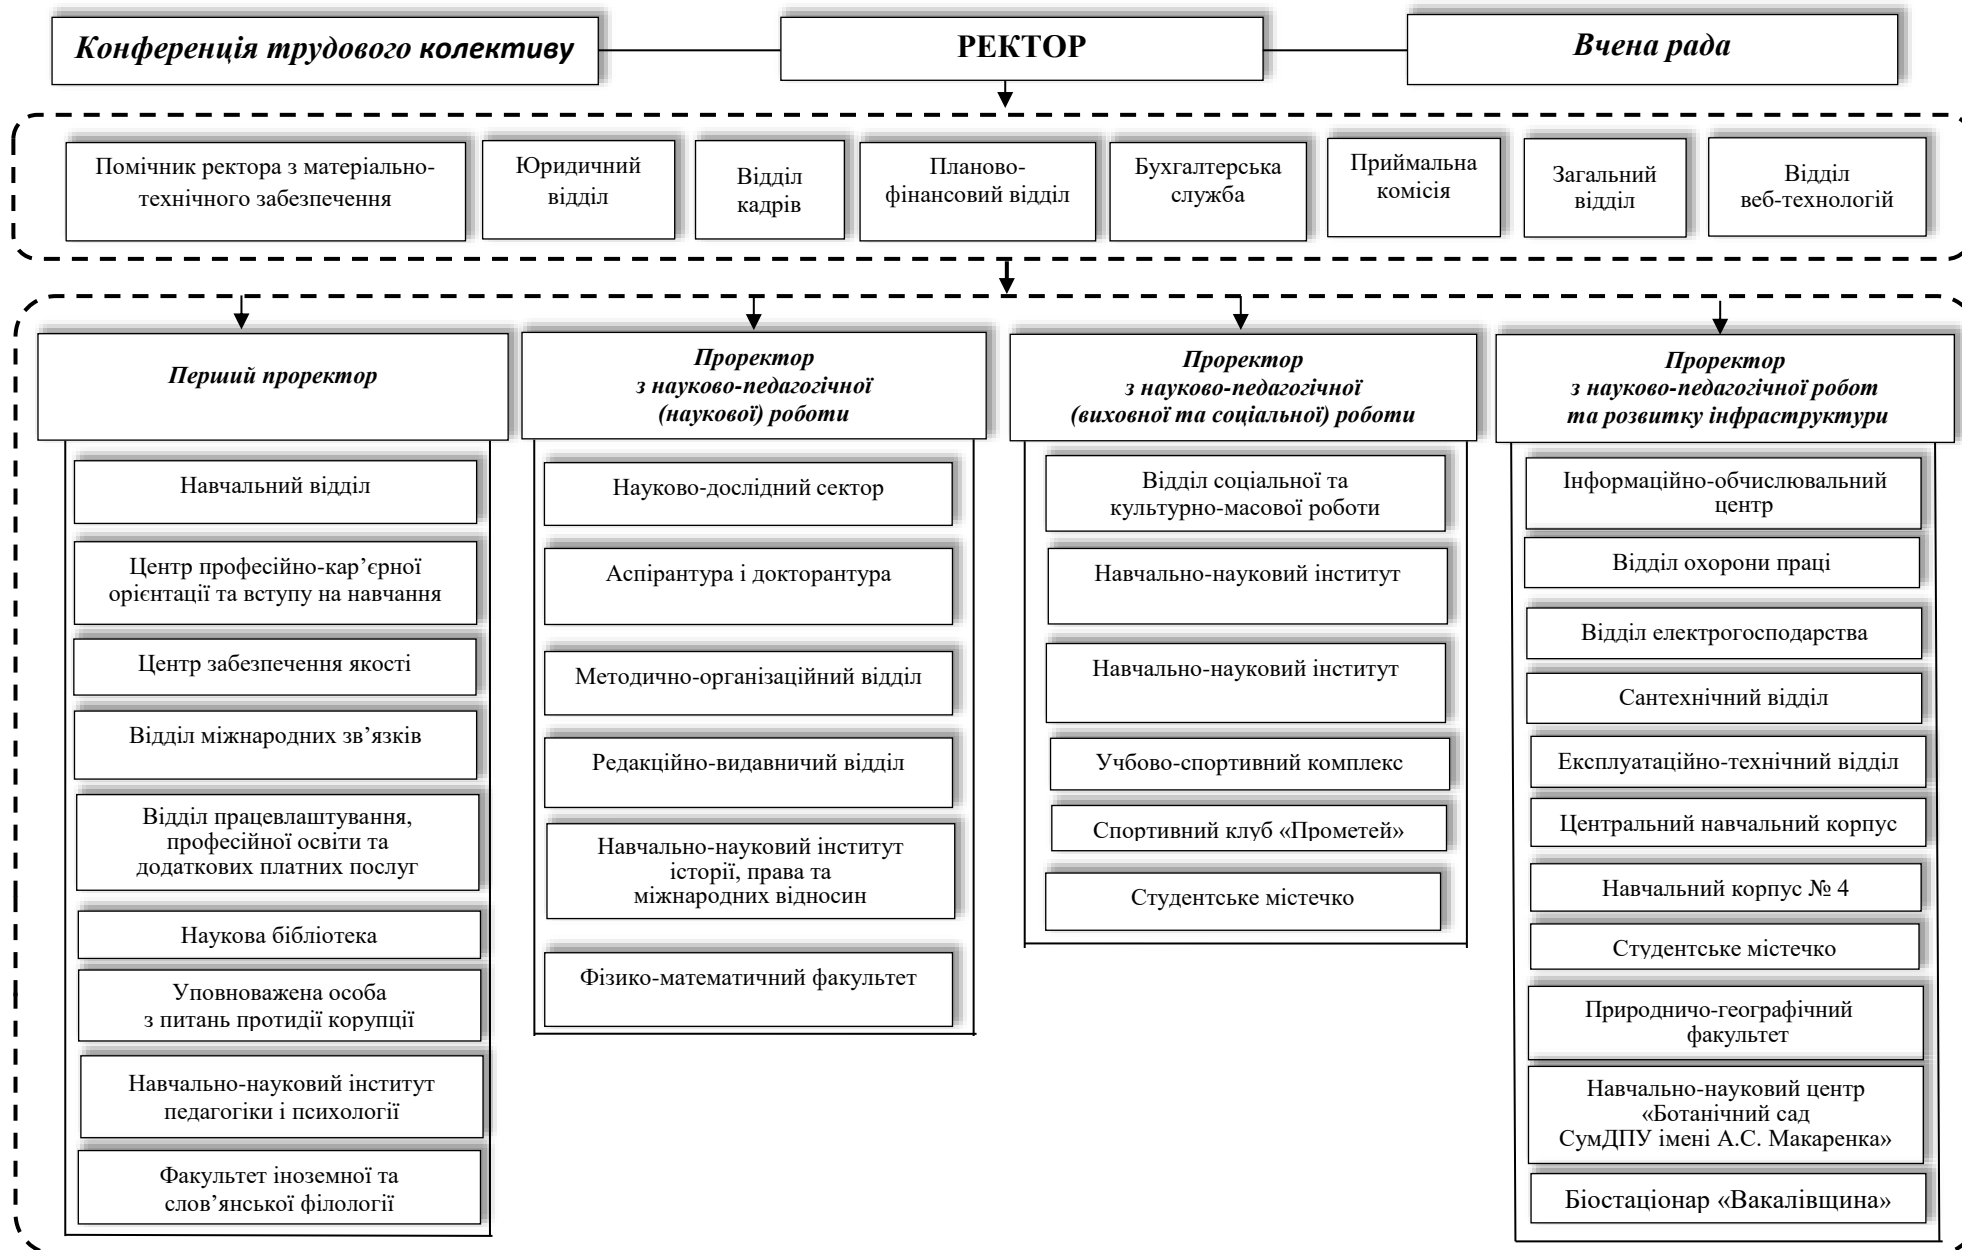 Конференція трудового колективу
РЕКТОР
Вчена рада
Помічник ректора з матеріально-
технічного забезпечення
Юридичний
відділ
Відділ
кадрів
Планово-
фінансовий відділ
Бухгалтерська
служба
Приймальна
комісія
Загальний
відділ
Відділ
веб-технологій
Перший проректор
Навчальний відділ
Центр професійно-кар’єрної
орієнтації та вступу на навчання
Центр забезпечення якості
Відділ міжнародних зв’язків
Відділ працевлаштування,
професійної освіти та
додаткових платних послуг
Наукова бібліотека
Уповноважена особа
з питань протидії корупції
Навчально-науковий інститут
педагогіки і психології
Факультет іноземної та
слов’янської філології
Проректор
з науково-педагогічної
(наукової) роботи
Науково-дослідний сектор
Аспірантура і докторантура
Методично-організаційний відділ
Редакційно-видавничий відділ
Навчально-науковий інститут
історії, права та
міжнародних відносин
Фізико-математичний факультет
Проректор
з науково-педагогічної
(виховної та соціальної) роботи
Відділ соціальної та
культурно-масової роботи
Навчально-науковий інститут
Навчально-науковий інститут
Учбово-спортивний комплекс
Спортивний клуб «Прометей»
Студентське містечко
Проректор
з науково-педагогічної робот
та розвитку інфраструктури
Інформаційно-обчислювальний
центр
Відділ охорони праці
Відділ електрогосподарства
Сантехнічний відділ
Експлуатаційно-технічний відділ
Центральний навчальний корпус
Навчальний корпус № 4
Студентське містечко
Природничо-географічний
факультет
Навчально-науковий центр
«Ботанічний сад
СумДПУ імені А.С. Макаренка»
Біостаціонар «Вакалівщина»